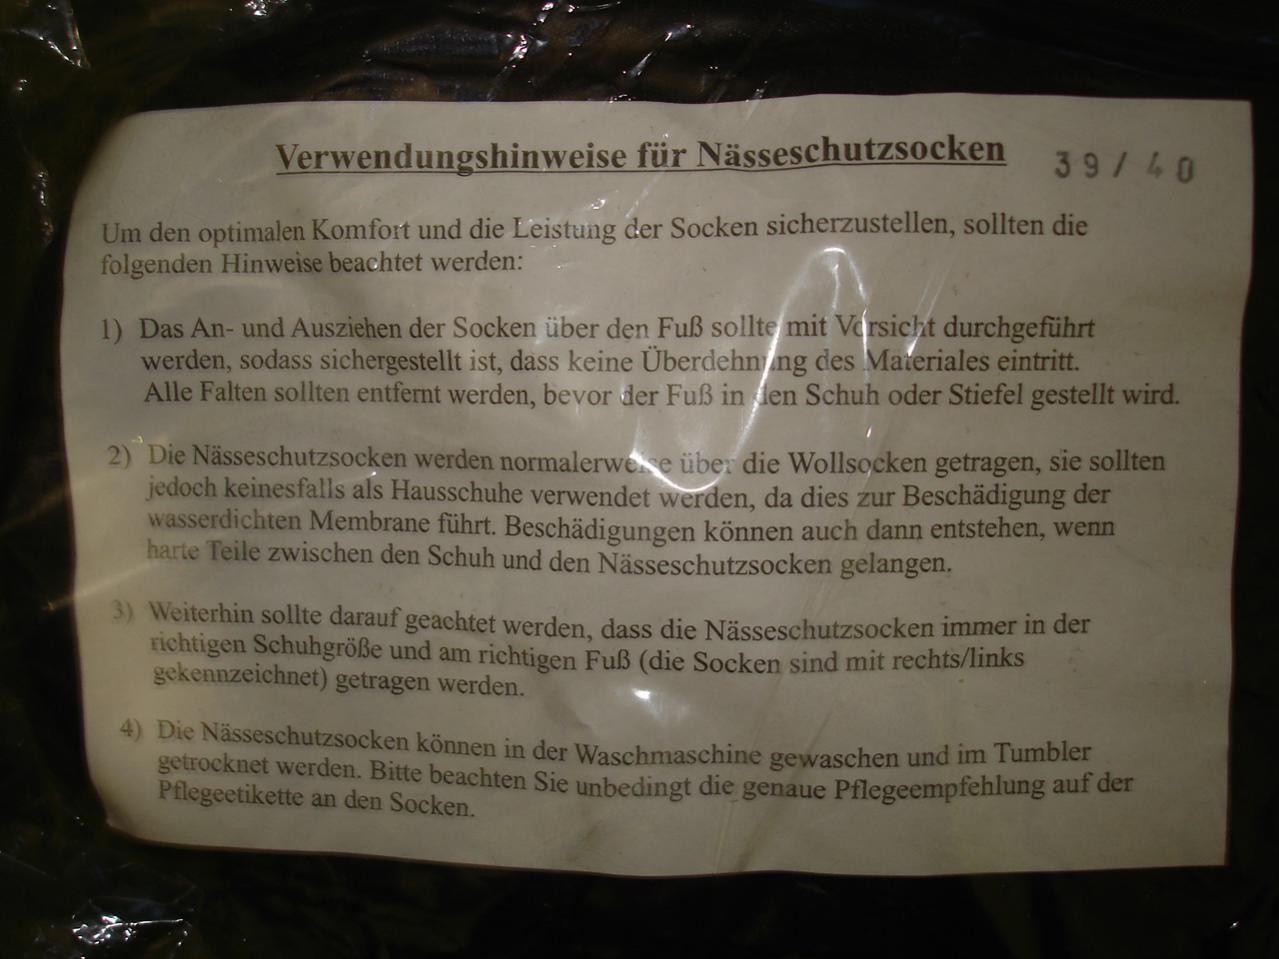 Verwendungshinweise für Nässeschutzsocken
39/40
Um den optimalen Komfort und die Leistung der Socken sicherzustellen, sollten die
folgenden Hinweise beachtet werden:
1) Das An- und Ausziehen der Socken über den Fuß sollte mit Vorsicht durchgeführt
werden, sodass sichergestellt ist, dass keine Überdehnung des Materiales eintritt.
Alle Falten sollten entfernt werden, bevor der Fuß in den Schuh oder Stiefel gestellt wird.
2) Die Nässeschutzsocken werden normalerweise über die Wollsocken getragen, sie sollten
jedoch keinesfalls als Hausschuhe verwendet werden, da dies zur Beschädigung der
wasserdichten Membrane führt. Beschädigungen können auch dann entstehen, wenn
harte Teile zwischen den Schuh und den Nässeschutzsocken gelangen.
3) Weiterhin sollte darauf geachtet werden, dass die Nässeschutzsocken immer in der
richtigen Schuhgröße und am richtigen Fuß (die Socken sind mit rechts/links
gekennzeichnet) getragen werden.
4) Die Nässeschutzsocken können in der Waschmaschine gewaschen und im Tumbler
getrocknet werden. Bitte beachten Sie unbedingt die genaue Pflegeempfehlung auf der
Pflegeetikette an den Socken.